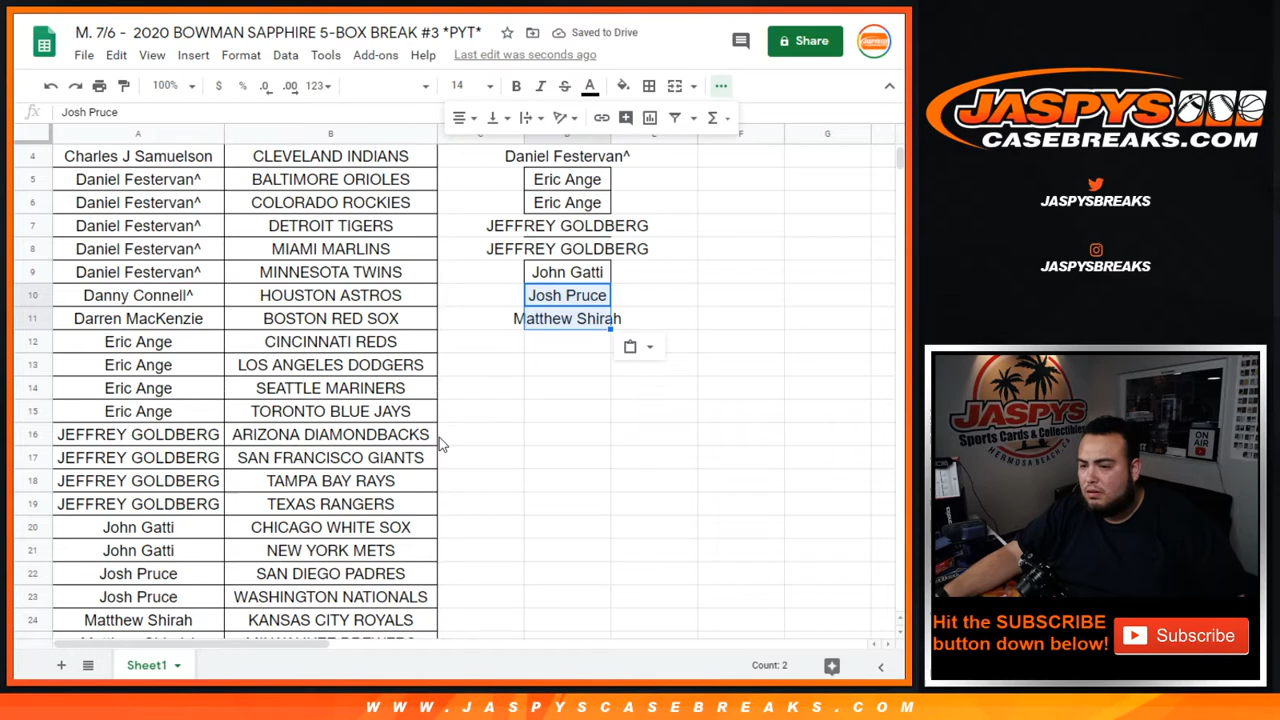 M. 7/6 - 2020 BOWMAN SAPPHIRE 5-BOX BREAK #3 *PYT*
Saved to Drive
File Edit View Insert Format Data Tools Add-ons Help Last edit was seconds ago
Share
100% $ % .0 .00 123 14 B I S A
fx Josh Pruce
A B C D E F G
4 Charles J Samuelson CLEVELAND INDIANS Daniel Festervan^
5 Daniel Festervan^ BALTIMORE ORIOLES Eric Ange
6 Daniel Festervan^ COLORADO ROCKIES Eric Ange
7 Daniel Festervan^ DETROIT TIGERS JEFFREY GOLDBERG
8 Daniel Festervan^ MIAMI MARLINS JEFFREY GOLDBERG
9 Daniel Festervan^ MINNESOTA TWINS John Gatti
10 Danny Connell^ HOUSTON ASTROS Josh Pruce
11 Darren MacKenzie BOSTON RED SOX Matthew Shirah
12 Eric Ange CINCINNATI REDS
13 Eric Ange LOS ANGELES DODGERS
14 Eric Ange SEATTLE MARINERS
15 Eric Ange TORONTO BLUE JAYS
16 JEFFREY GOLDBERG ARIZONA DIAMONDBACKS
17 JEFFREY GOLDBERG SAN FRANCISCO GIANTS
18 JEFFREY GOLDBERG TAMPA BAY RAYS
19 JEFFREY GOLDBERG TEXAS RANGERS
20 John Gatti CHICAGO WHITE SOX
21 John Gatti NEW YORK METS
22 Josh Pruce SAN DIEGO PADRES
23 Josh Pruce WASHINGTON NATIONALS
24 Matthew Shirah KANSAS CITY ROYALS
Sheet1
Count: 2
JASPYS
CASEBREAKS.COM
JASPYSBREAKS
JASPYSBREAKS
JASPYS
Sports Cards & Collectibles
HERMOSA BEACH, CA
ON AIR
Hit the SUBSCRIBE
button down below!
Subscribe
WWW.JASPYSCASEBREAKS.COM